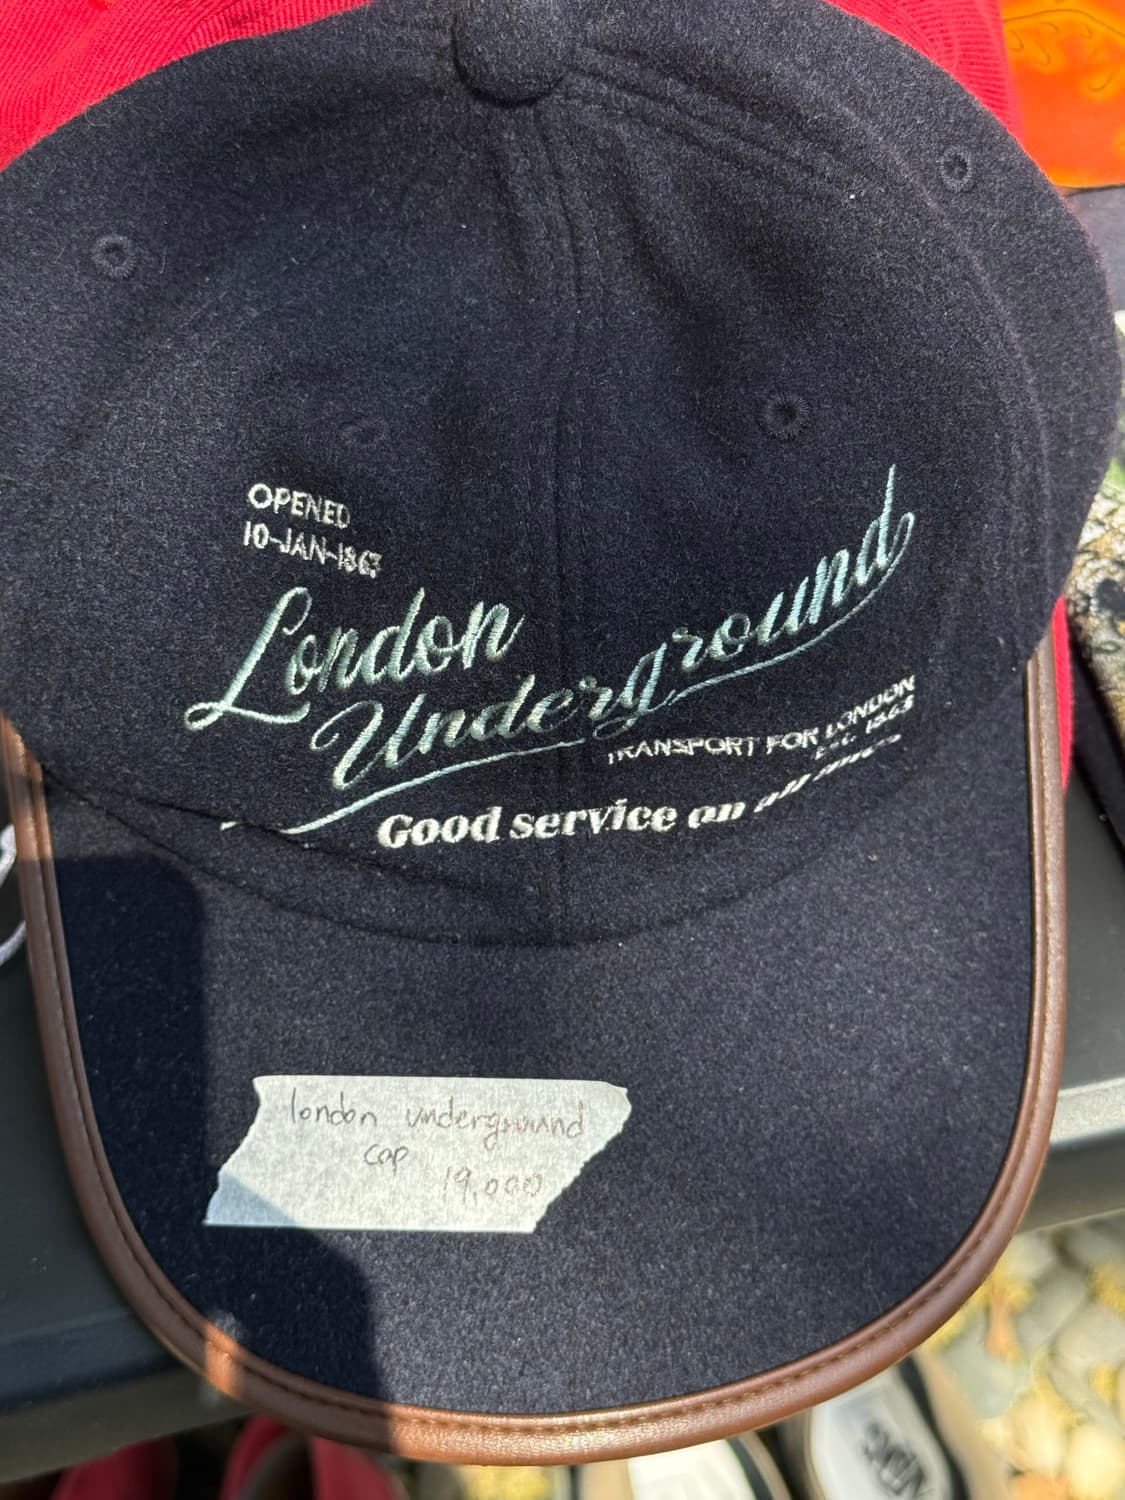 OPENED
10-JAN-1863
London
Underground
TRANSPORT FOR LONDON
EST. 1863
Good service on all
london underground
cap
19,000